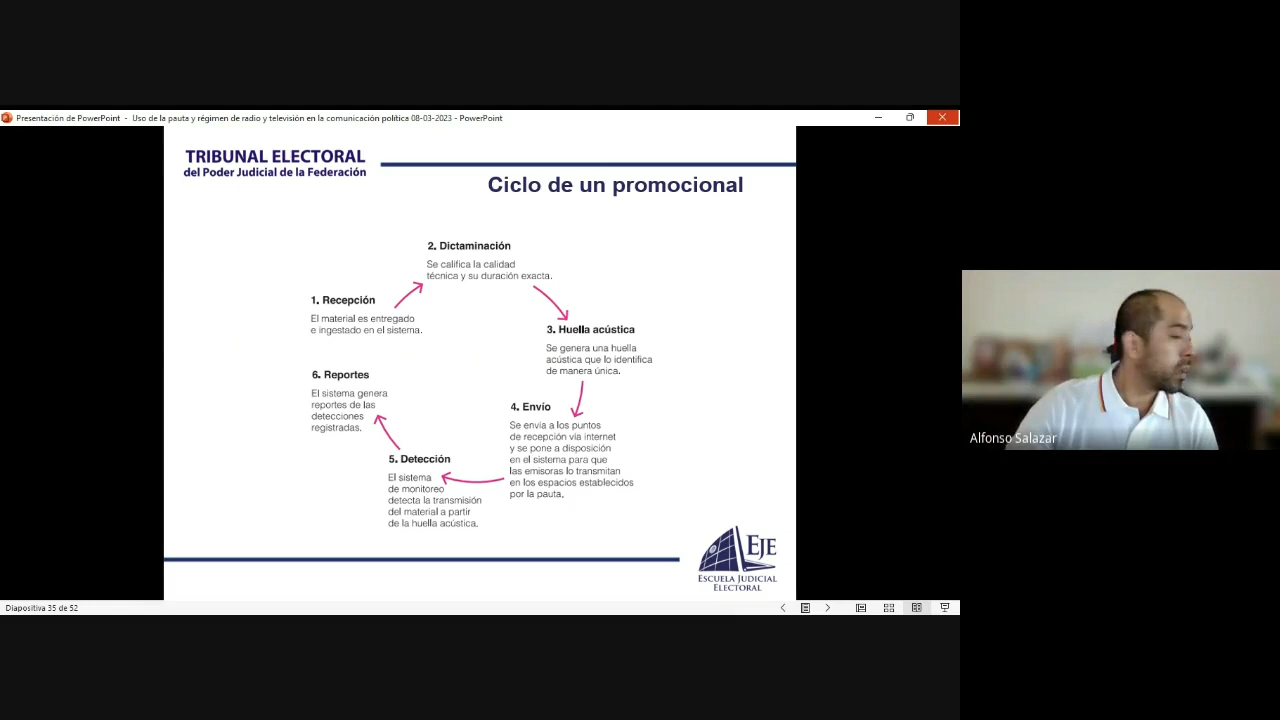 Presentación de PowerPoint - Uso de la pauta y régimen de radio y televisión en la comunicación política 08-03-2023 - PowerPoint
TRIBUNAL ELECTORAL
del Poder Judicial de la Federación
Ciclo de un promocional
1. Recepción
El material es entregado
e ingestado en el sistema.
2. Dictaminación
Se califica la calidad
técnica y su duración exacta.
3. Huella acústica
Se genera una huella
acústica que lo identifica
de manera única.
4. Envío
Se envía a los puntos
de recepción vía internet
y se pone a disposición
en el sistema para que
las emisoras lo transmitan
en los espacios establecidos
por la pauta.
5. Detección
El sistema
de monitoreo
detecta la transmisión
del material a partir
de la huella acústica.
6. Reportes
El sistema genera
reportes de las
detecciones
registradas.
EJE
ESCUELA JUDICIAL
ELECTORAL
Diapositiva 35 de 52
Alfonso Salazar